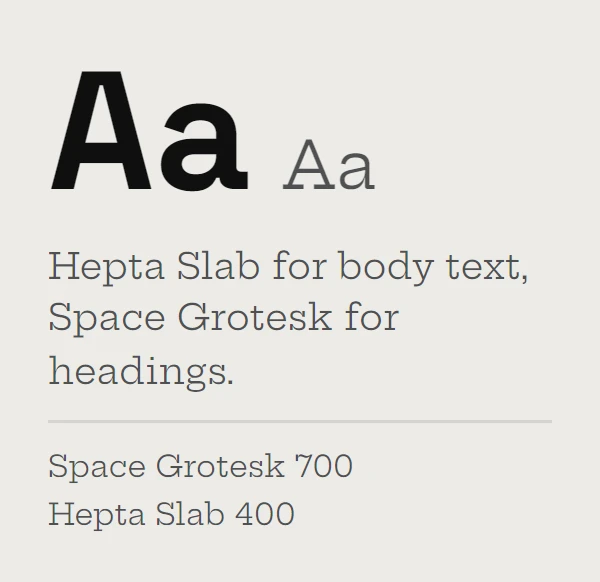 Aa Aa
Hepta Slab for body text,
Space Grotesk for
headings.
Space Grotesk 700
Hepta Slab 400